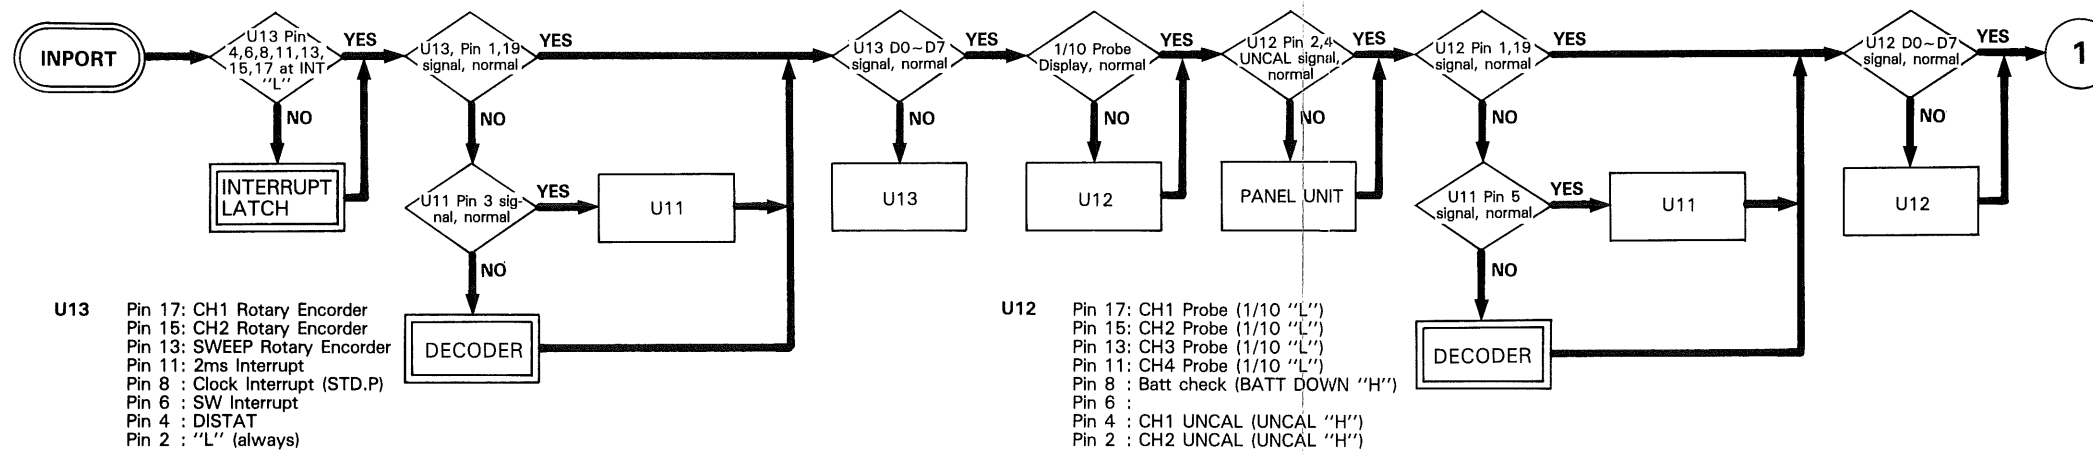 INPORT
U13 Pin
4,6,8,11,13,
15,17 at INT
"L"
YES
NO
INTERRUPT
LATCH
U13, Pin 1,19
signal, normal
YES
NO
U11 Pin 3 sig-
nal, normal
YES
U11
NO
DECODER
U13 D0~D7
signal, normal
YES
NO
U13
1/10 Probe
Display, normal
YES
NO
U12
U12 Pin 2,4
UNCAL signal,
normal
YES
NO
PANEL UNIT
U12 Pin 1,19
signal, normal
YES
NO
U11 Pin 5
signal, normal
YES
U11
NO
DECODER
U12 D0~D7
signal, normal
YES
NO
U12
1
U13 Pin 17: CH1 Rotary Encorder
Pin 15: CH2 Rotary Encorder
Pin 13: SWEEP Rotary Encorder
Pin 11: 2ms Interrupt
Pin 8 : Clock Interrupt (STD.P)
Pin 6 : SW Interrupt
Pin 4 : DISTAT
Pin 2 : "L" (always)
U12 Pin 17: CH1 Probe (1/10 "L")
Pin 15: CH2 Probe (1/10 "L")
Pin 13: CH3 Probe (1/10 "L")
Pin 11: CH4 Probe (1/10 "L")
Pin 8 : Batt check (BATT DOWN "H")
Pin 6 :
Pin 4 : CH1 UNCAL (UNCAL "H")
Pin 2 : CH2 UNCAL (UNCAL "H")